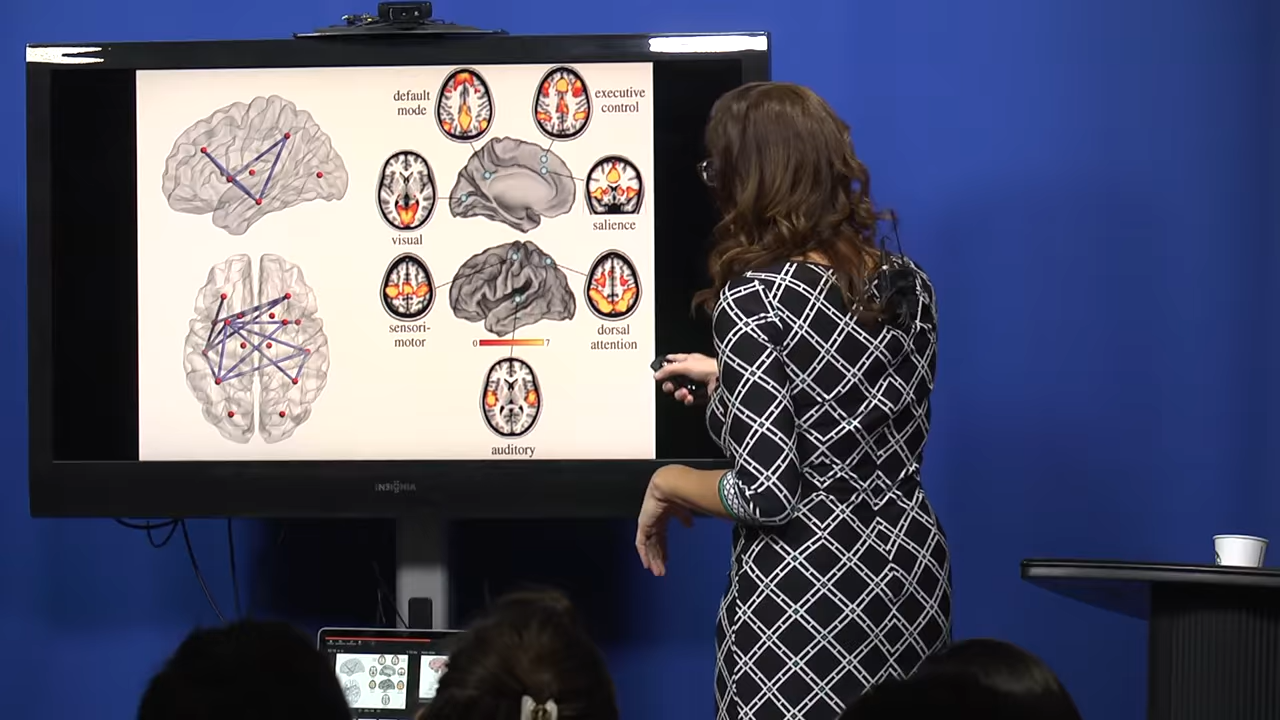 default
mode
executive
control
visual
salience
sensori-
motor
dorsal
attention
0
7
auditory
INSIGNIA